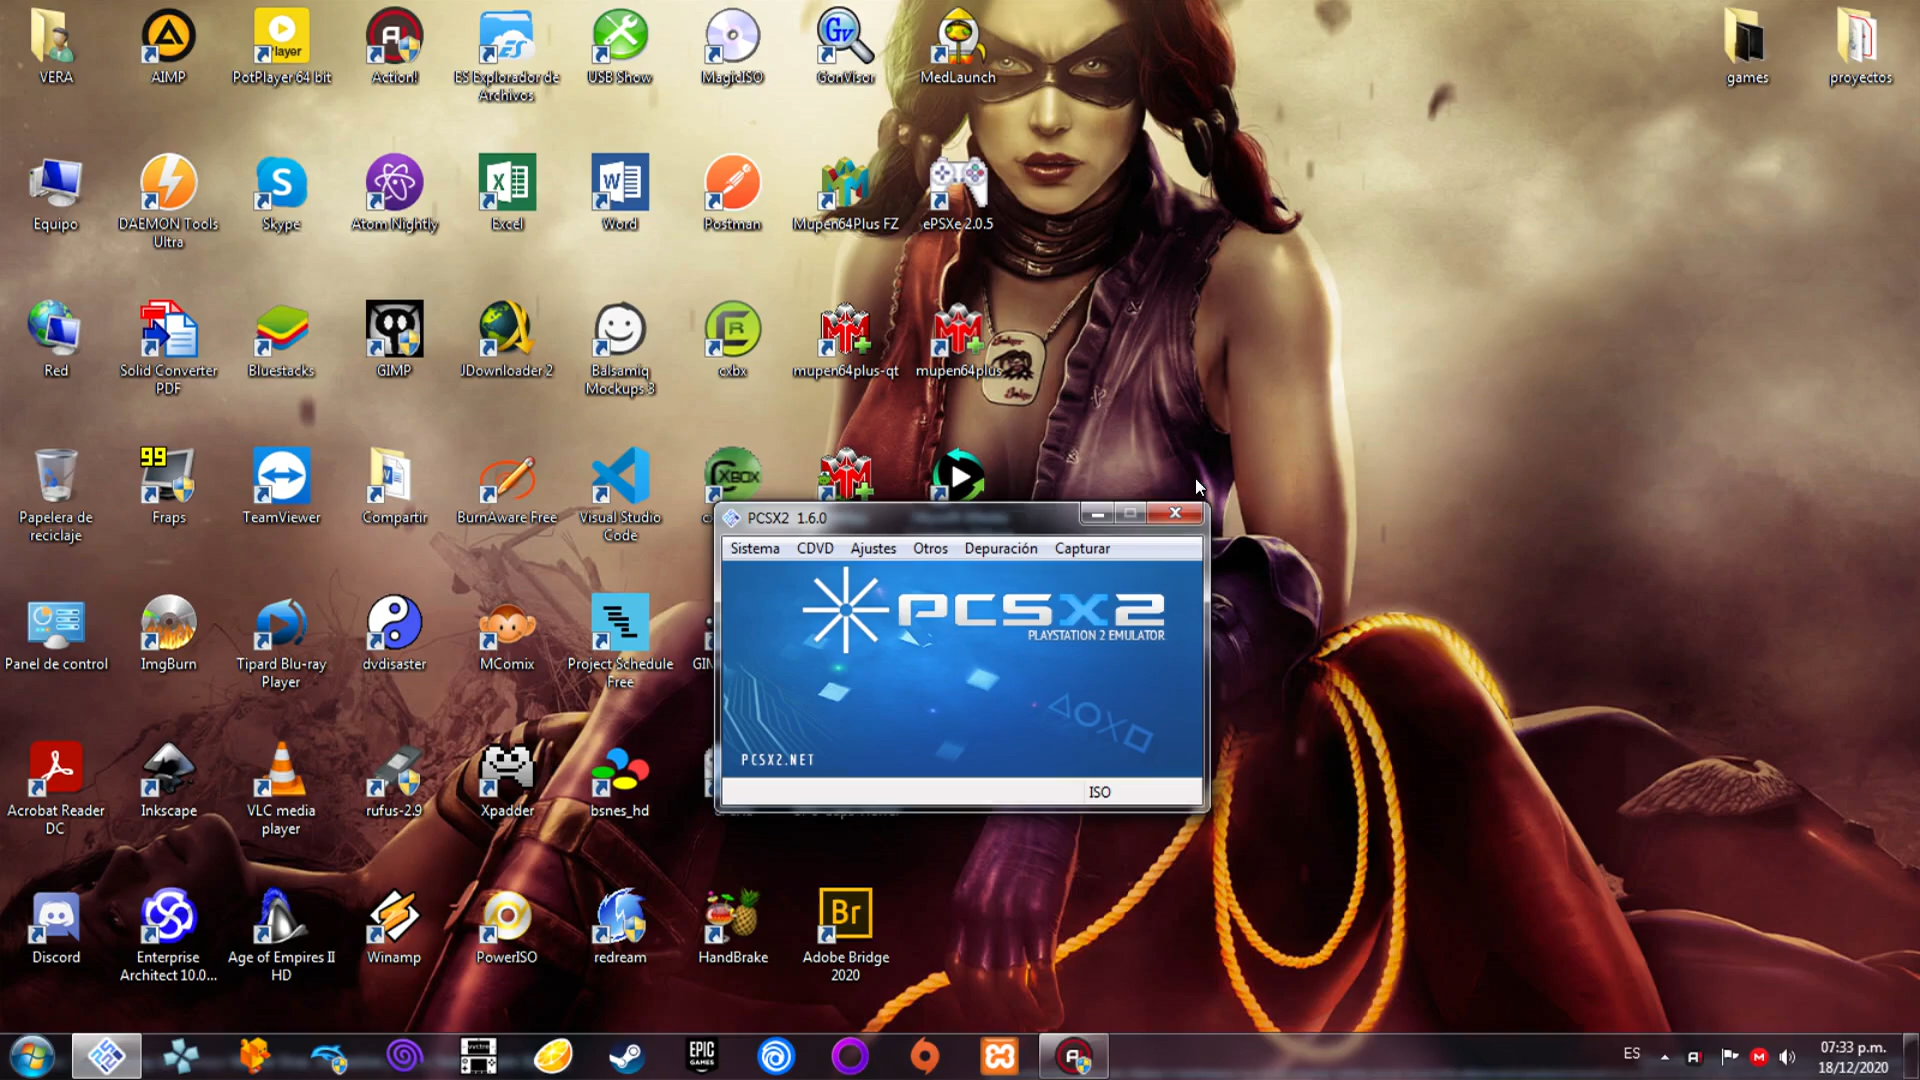 VERA
AIMP
PotPlayer 64 bit
Action!
ES Explorador de
Archivos
USB Show
MagicISO
GonVisor
MedLaunch
games
proyectos
Equipo
DAEMON Tools
Ultra
Skype
Atom Nightly
Excel
Word
Postman
Mupen64Plus FZ
ePSXe 2.0.5
Red
Solid Converter
PDF
Bluestacks
GIMP
JDownloader 2
Balsamiq
Mockups 3
cxbx
mupen64plus-qt
mupen64plus
99
Papelera de
reciclaje
Fraps
TeamViewer
Compartir
BurnAware Free
Visual Studio
Code
PCSX2 1.6.0
Sistema CDVD Ajustes Otros Depuración Capturar
PCSX2
PLAYSTATION 2 EMULATOR
PCSX2.NET
ISO
Panel de control
ImgBurn
Tipard Blu-ray
Player
dvdisaster
MComix
Project Schedule
Free
Acrobat Reader
DC
Inkscape
VLC media
player
rufus-2.9
Xpadder
bsnes_hd
Discord
Enterprise
Architect 10.0...
Age of Empires II
HD
Winamp
PowerISO
redream
HandBrake
Br
Adobe Bridge
2020
EPIC
GAMES
ES
07:33 p.m.
18/12/2020